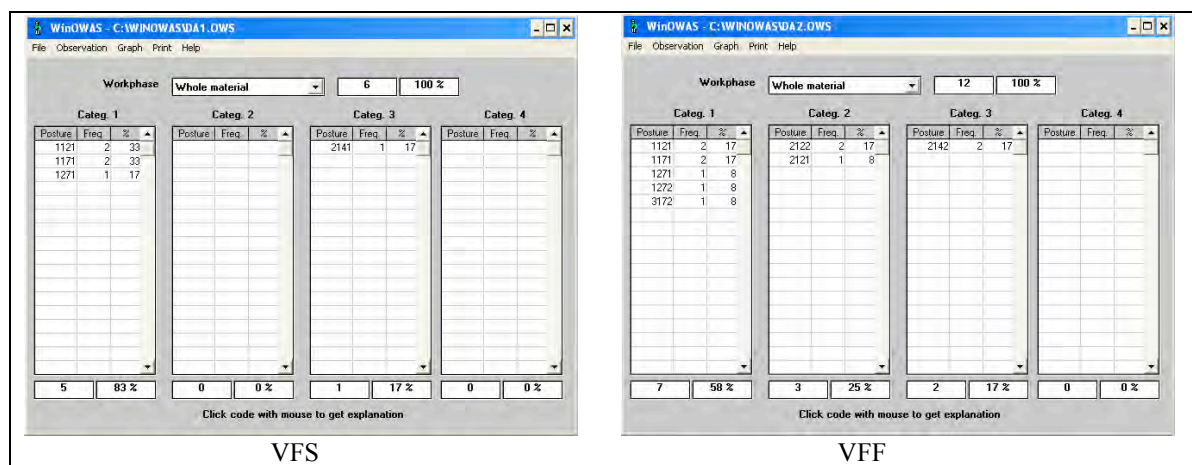 WinOWAS - C:\WINOWAS\DA1.OWS
File Observation Graph Print Help
Workphase Whole material 6 100 %
Categ. 1 Categ. 2 Categ. 3 Categ. 4
Posture Freq. % Posture Freq. % Posture Freq. % Posture Freq. %
1121 2 33 2141 1 17
1171 2 33
1271 1 17
5 83 % 0 0 % 1 17 % 0 0 %
Click code with mouse to get explanation
VFS
WinOWAS - C:\WINOWAS\DA2.OWS
File Observation Graph Print Help
Workphase Whole material 12 100 %
Categ. 1 Categ. 2 Categ. 3 Categ. 4
Posture Freq. % Posture Freq. % Posture Freq. % Posture Freq. %
1121 2 17 2122 2 17 2142 2 17
1171 2 17 2121 1 8
1271 1 8
1272 1 8
3172 1 8
7 58 % 3 25 % 2 17 % 0 0 %
Click code with mouse to get explanation
VFF